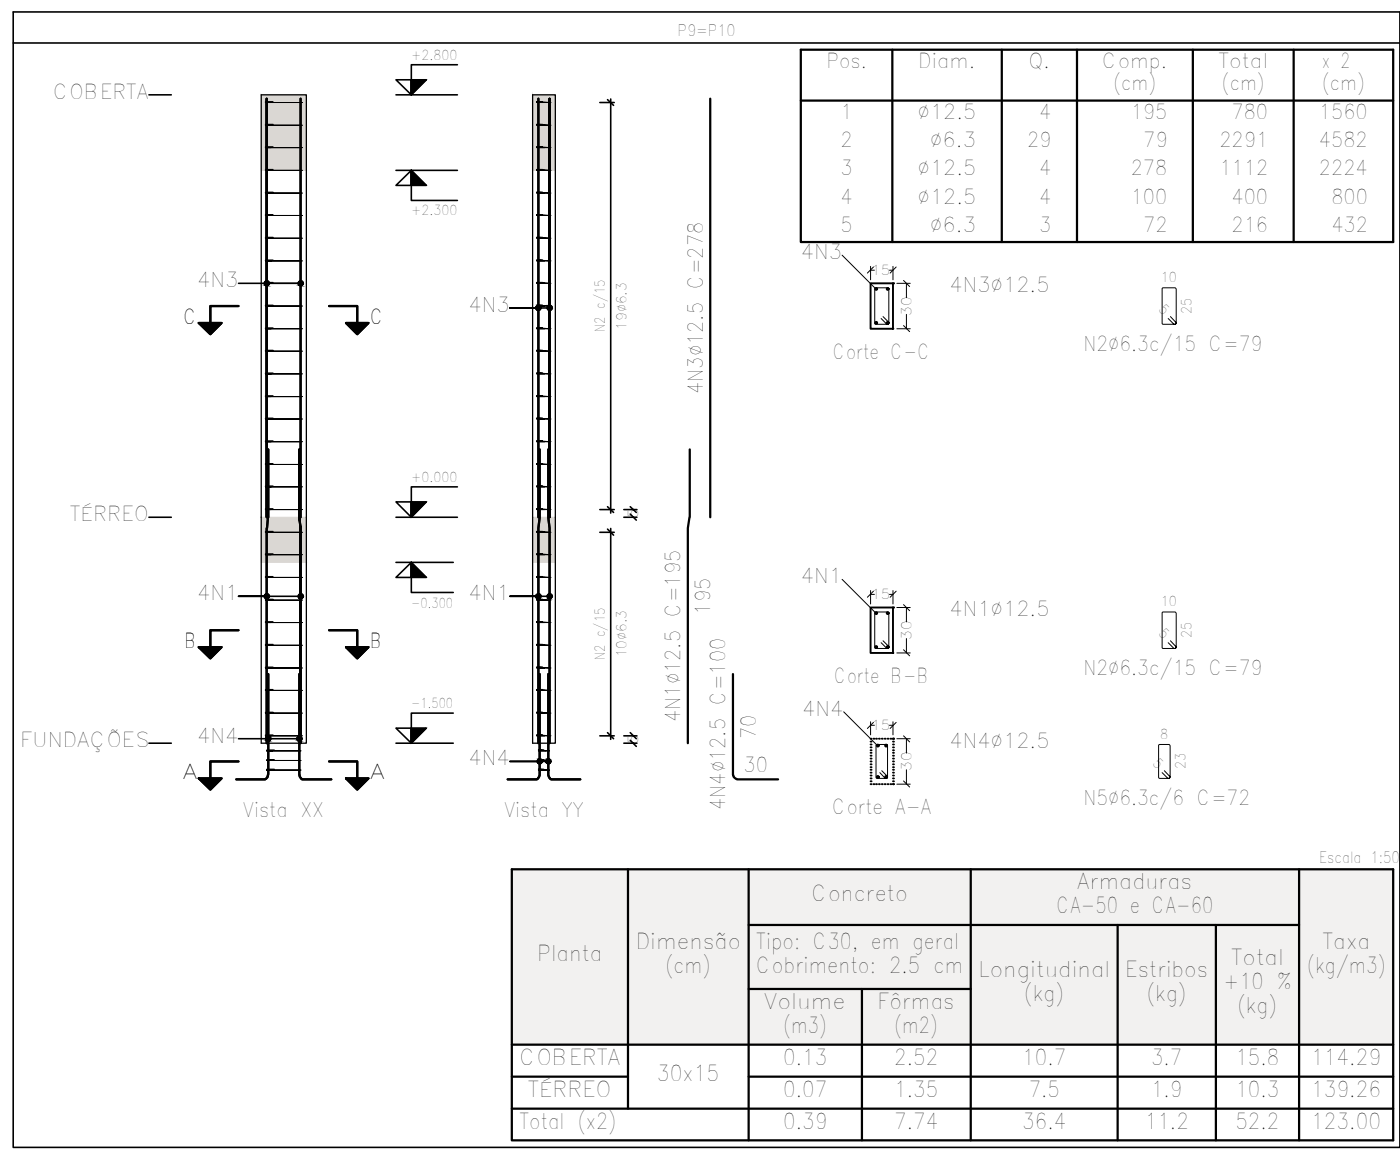 P9=P10
Pos. Diam. Q. Comp. (cm) Total (cm) x 2 (cm)
1 ø12.5 4 195 780 1560
2 ø6.3 29 79 2291 4582
3 ø12.5 4 278 1112 2224
4 ø12.5 4 100 400 800
5 ø6.3 3 72 216 432
COBERTA
+2.800
+2.300
4N3
C
C
TÉRREO
+0.000
-0.300
4N1
B
B
FUNDAÇÕES
-1.500
4N4
A
A
Vista XX
4N3
4N1
4N4
Vista YY
N2 c/15
19ø6.3
N2 c/15
10ø6.3
4N3ø12.5 C=278
4N1ø12.5 C=195
195
4N4ø12.5 C=100
70
30
4N3
15
30
Corte C-C
4N3ø12.5
10
25
N2ø6.3c/15 C=79
4N1
15
30
Corte B-B
4N1ø12.5
10
25
N2ø6.3c/15 C=79
4N4
15
30
Corte A-A
4N4ø12.5
8
23
N5ø6.3c/6 C=72
Escala 1:50
Planta
Dimensão
(cm)
Concreto
Tipo: C30, em geral
Cobrimento: 2.5 cm
Volume
(m3)
Fôrmas
(m2)
Armaduras
CA-50 e CA-60
Longitudinal
(kg)
Estribos
(kg)
Total
+10 %
(kg)
Taxa
(kg/m3)
COBERTA 30x15 0.13 2.52 10.7 3.7 15.8 114.29
TÉRREO 0.07 1.35 7.5 1.9 10.3 139.26
Total (x2) 0.39 7.74 36.4 11.2 52.2 123.00